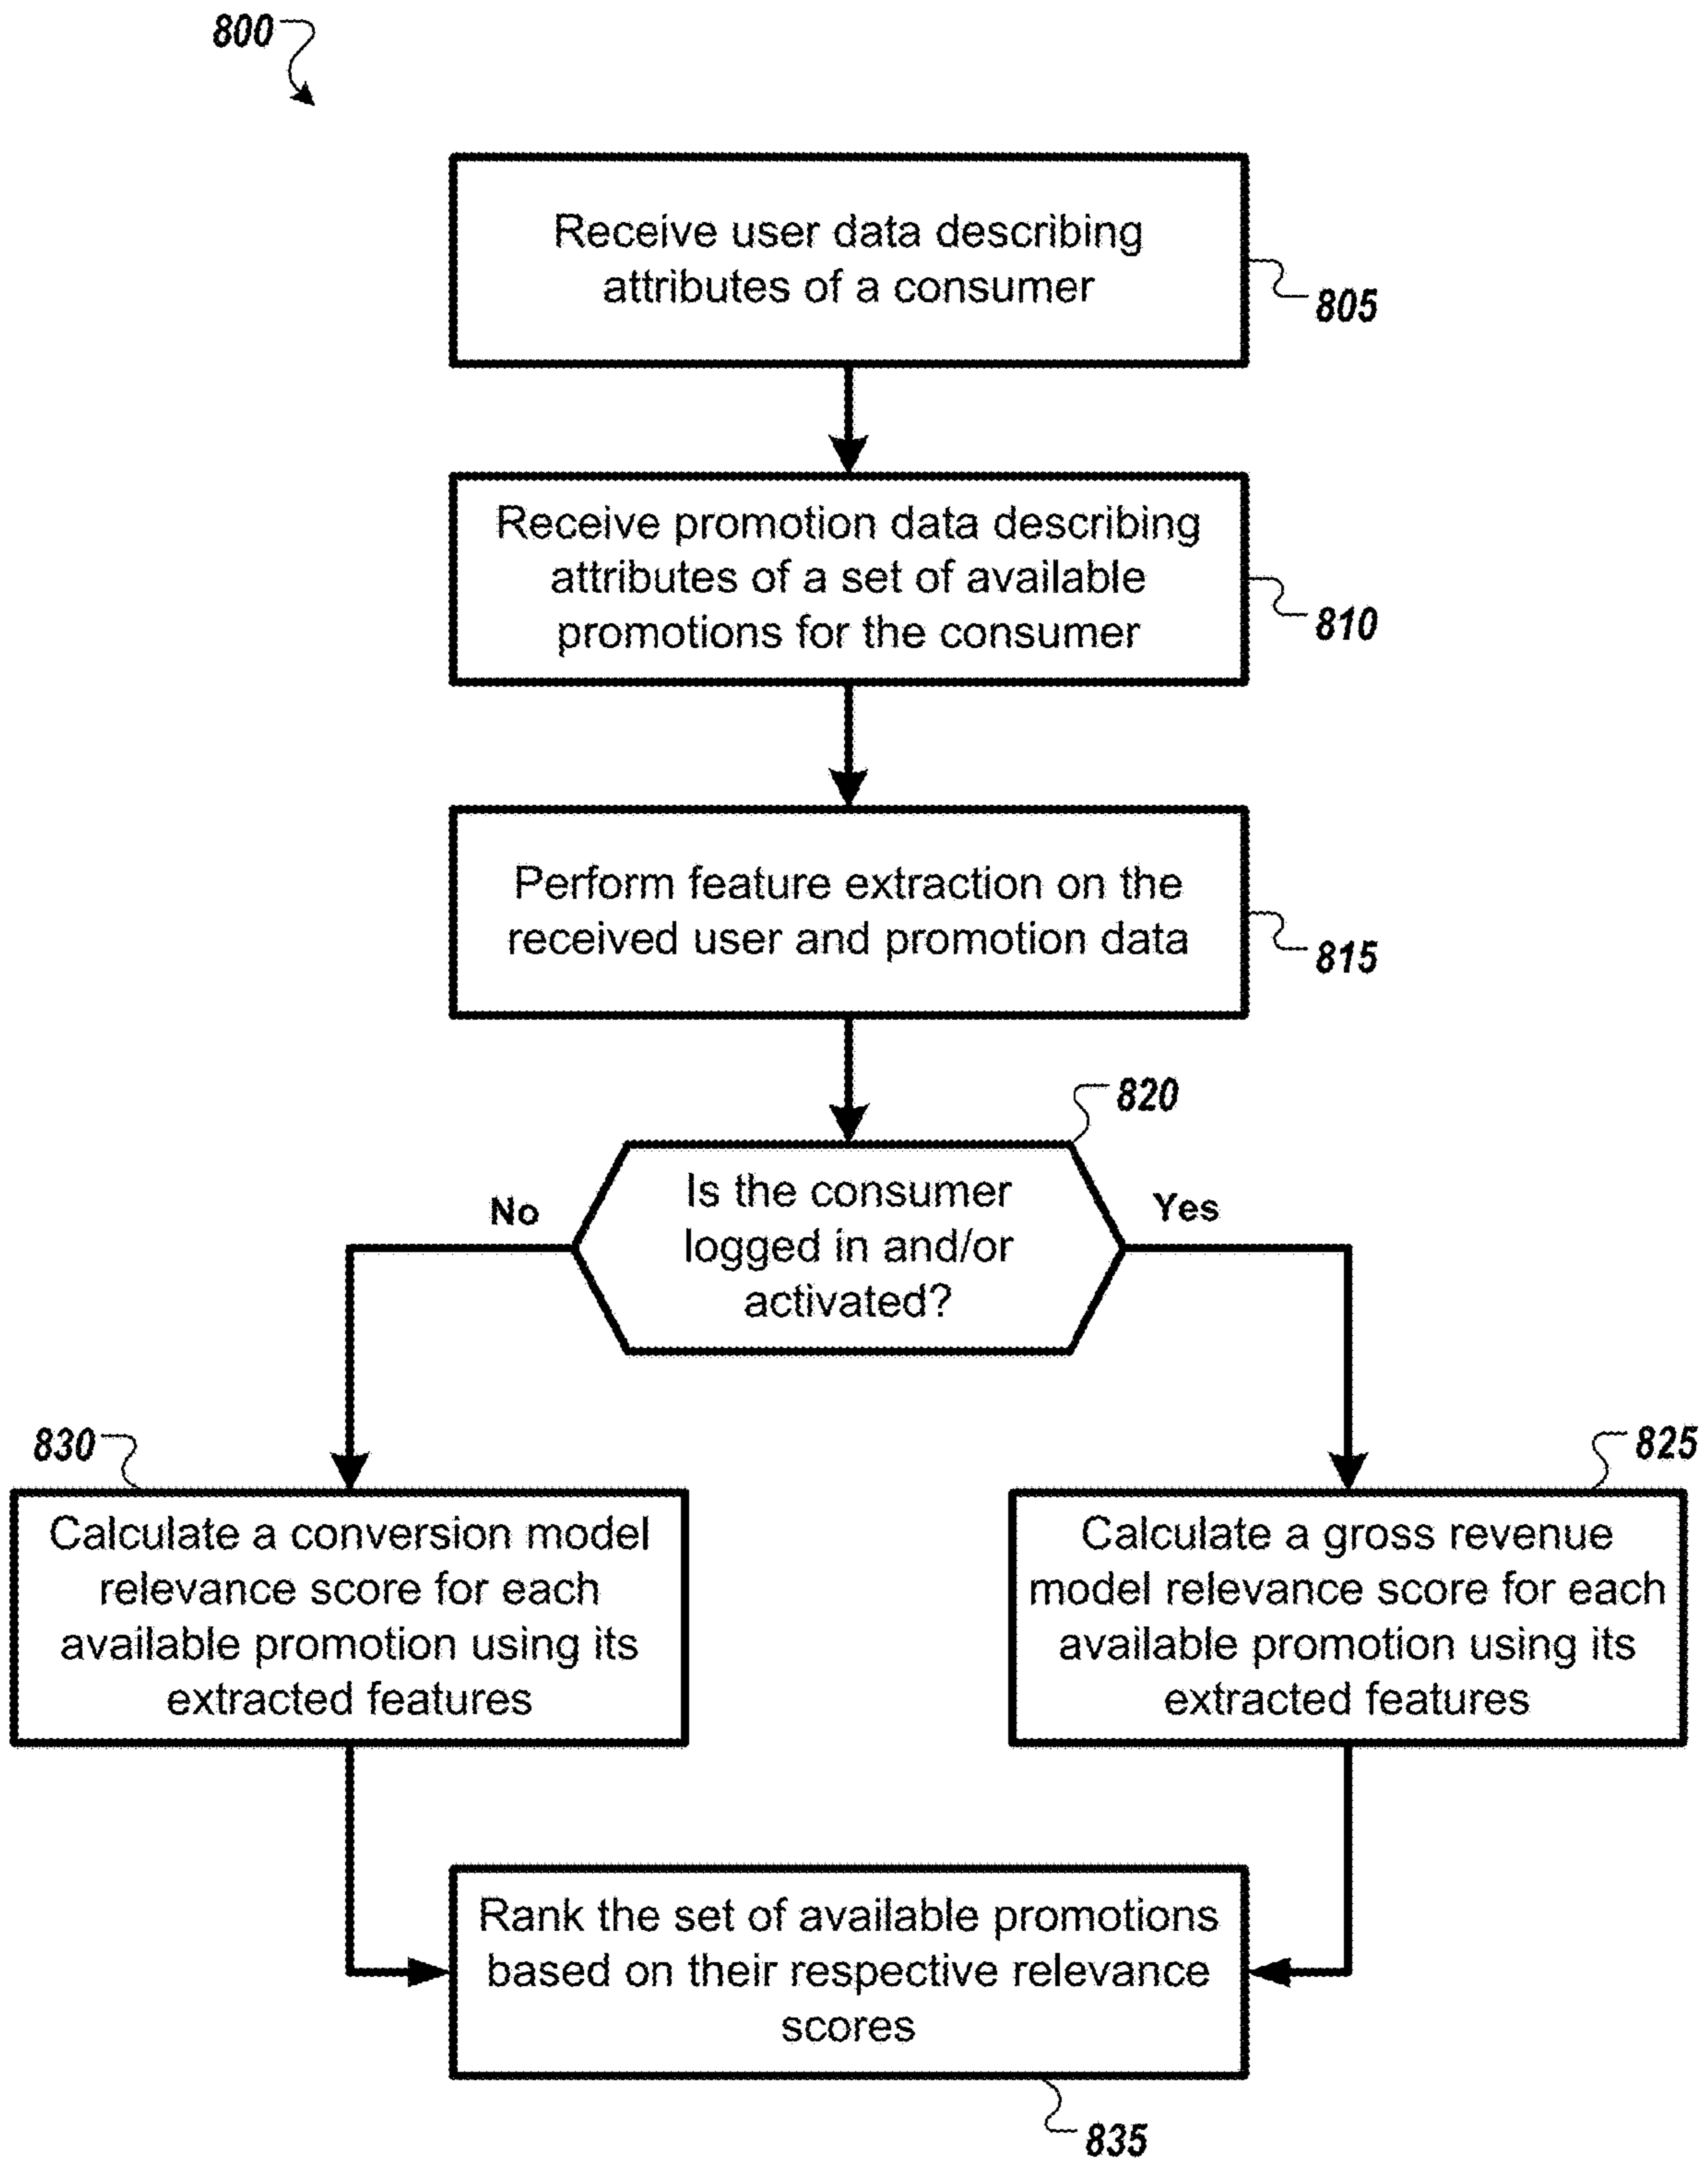 800
Receive user data describing
attributes of a consumer
805
Receive promotion data describing
attributes of a set of available
promotions for the consumer
810
Perform feature extraction on the
received user and promotion data
815
820
Is the consumer
logged in and/or
activated?
No
Yes
830
Calculate a conversion model
relevance score for each
available promotion using its
extracted features
825
Calculate a gross revenue
model relevance score for each
available promotion using its
extracted features
Rank the set of available promotions
based on their respective relevance
scores
835